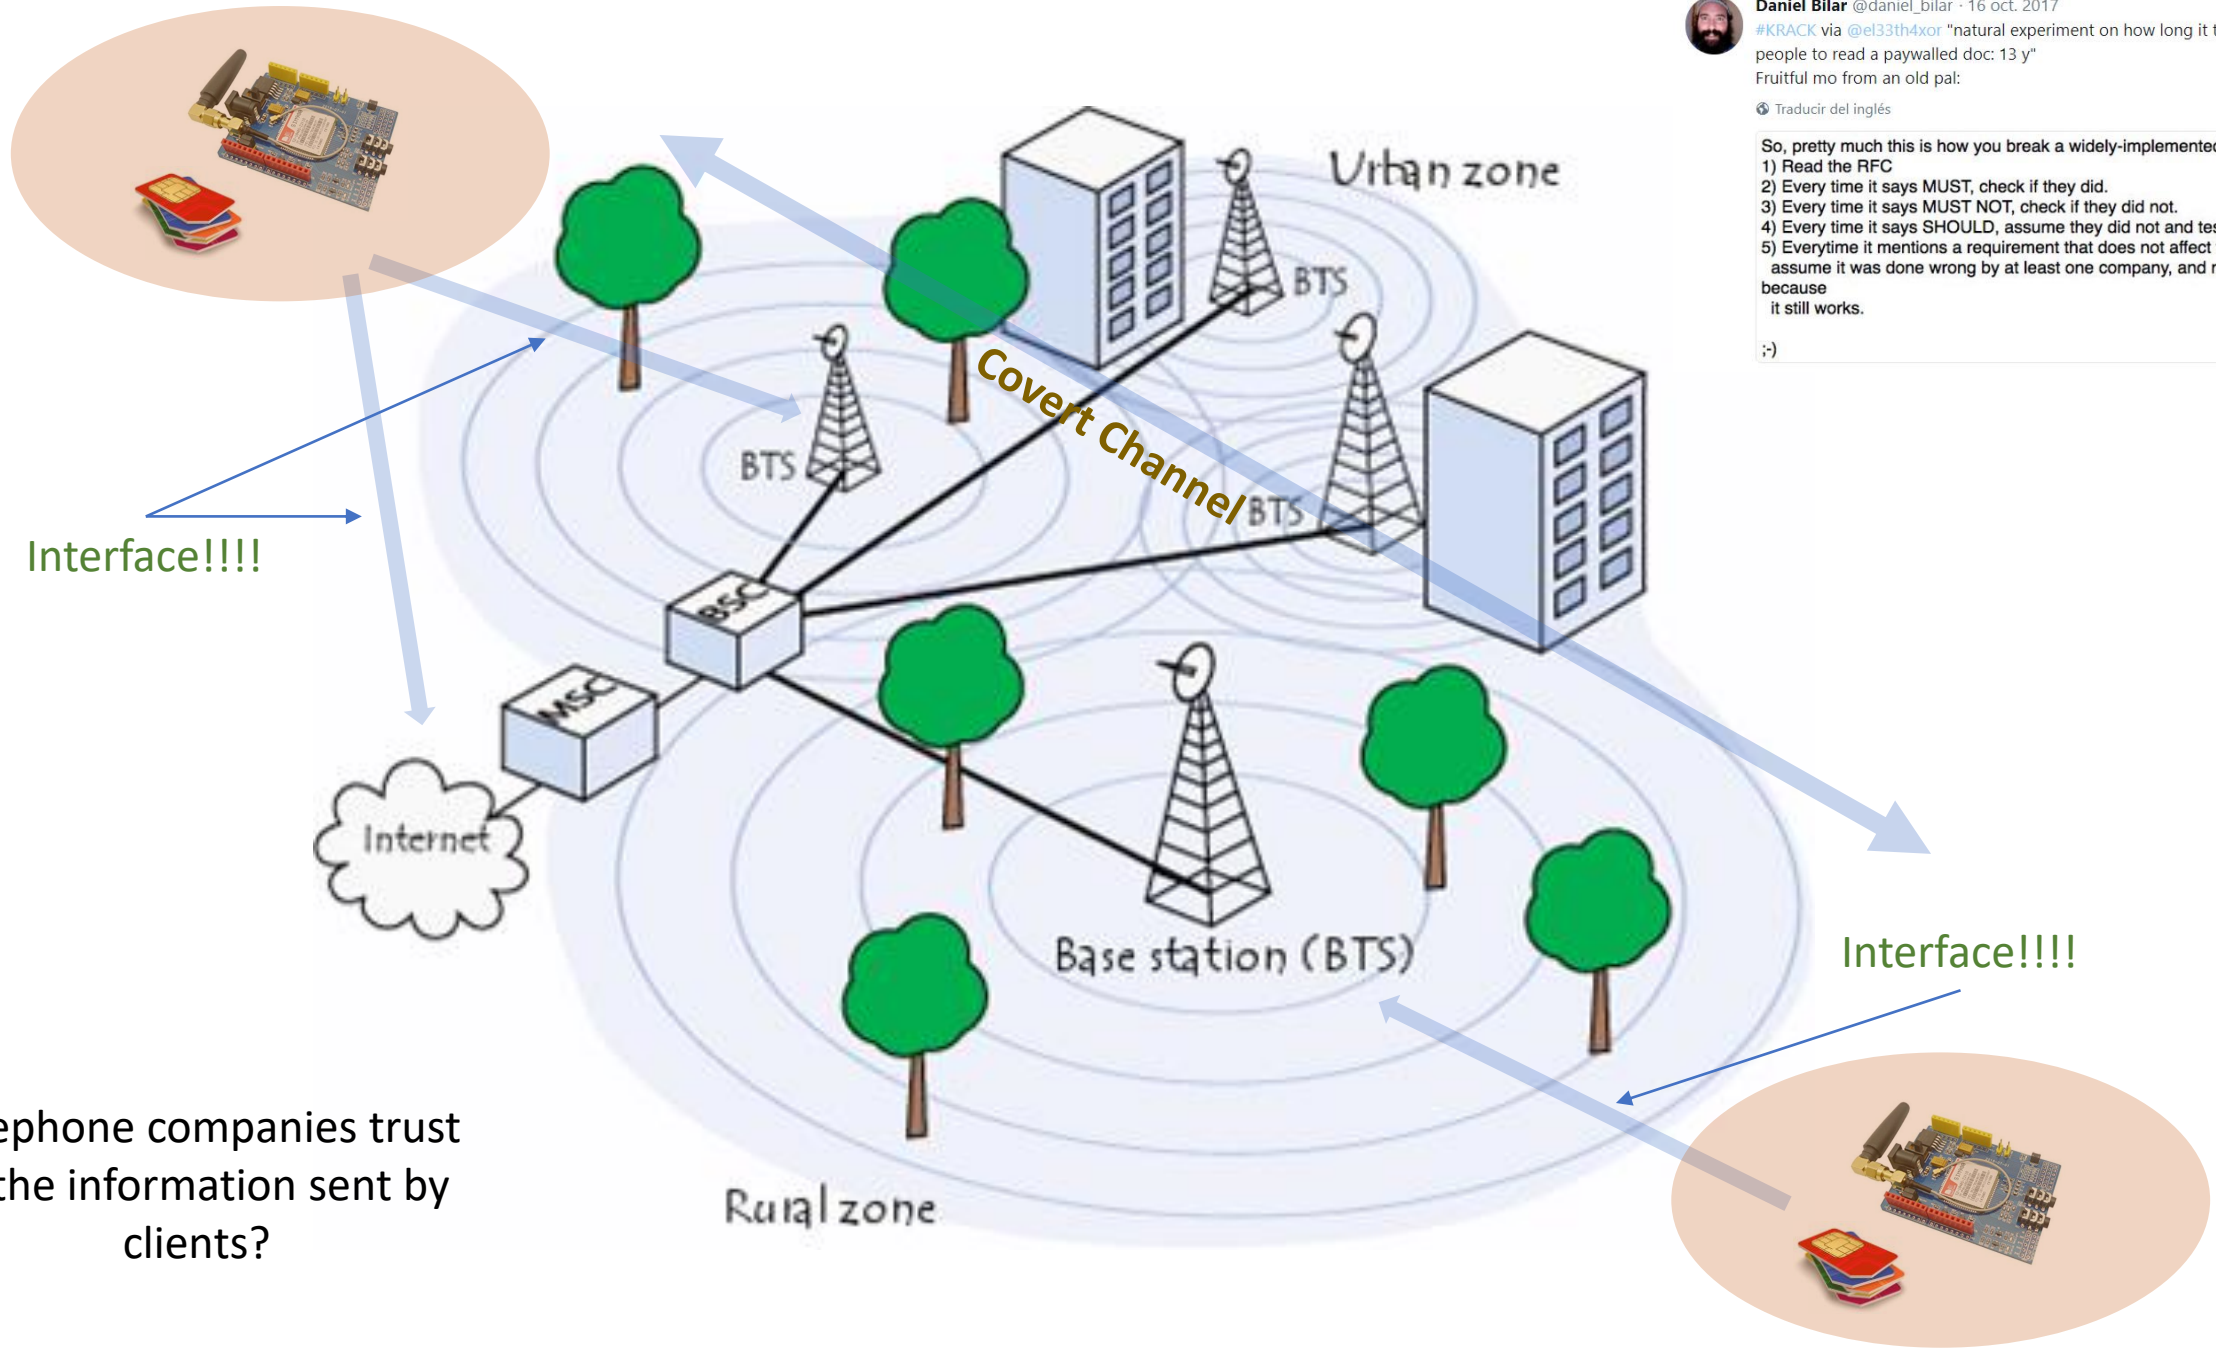 Daniel Bilar @daniel_bilar · 16 oct. 2017
#KRACK via @el33th4xor "natural experiment on how long it
people to read a paywalled doc: 13 y"
Fruitful mo from an old pal:
Traducir del inglés
So, pretty much this is how you break a widely-implemented
1) Read the RFC
2) Every time it says MUST, check if they did.
3) Every time it says MUST NOT, check if they did not.
4) Every time it says SHOULD, assume they did not and
5) Everytime it mentions a requirement that does not affect
assume it was done wrong by at least one company, and
because
it still works.
;-)
Urban zone
BTS
BTS
BTS
Covert Channel
Interface!!!!
BSC
MSC
Internet
Base station (BTS)
Interface!!!!
Rural zone
companies trust
the information sent by
clients?